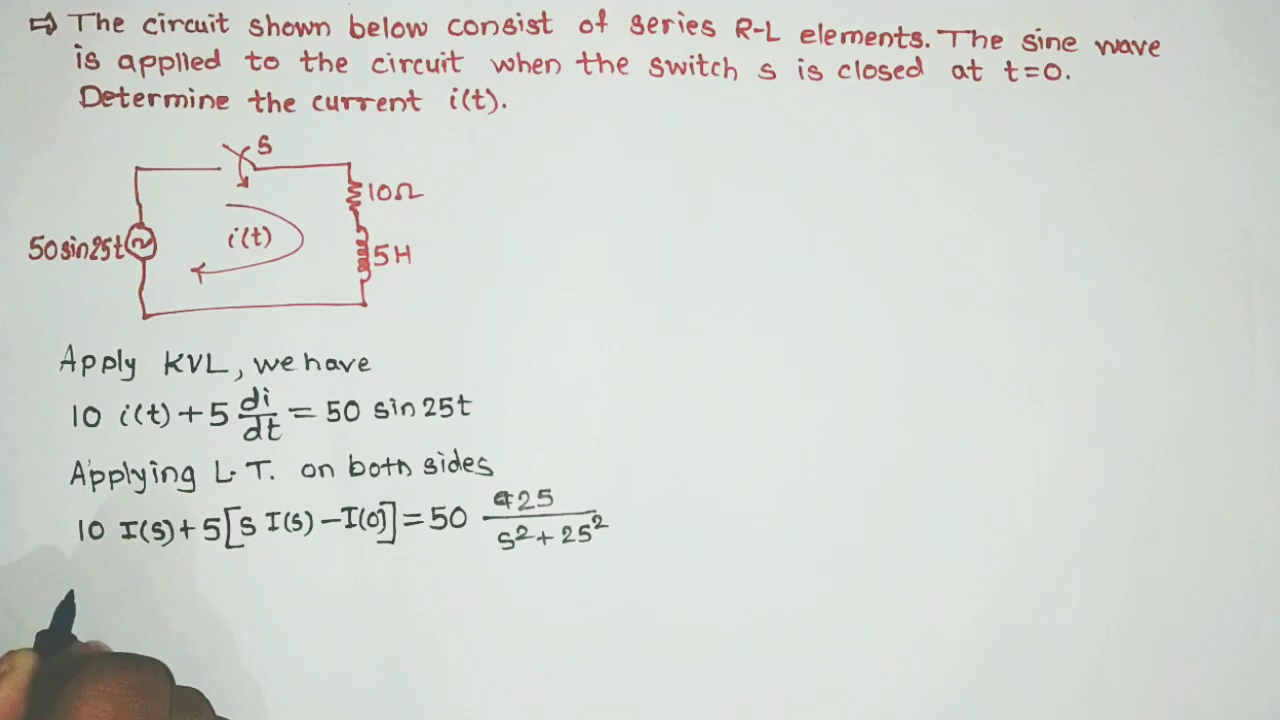 ⇒ The circuit shown below consist of series R-L elements. The sine wave
is applied to the circuit when the switch s is closed at t=0.
Determine the current i(t).
S
10Ω
50sin25t
i(t)
5H
Apply KVL, we have
10 i(t) + 5 di/dt = 50 sin 25t
Applying L.T. on both sides
10 I(s) + 5[s I(s) - I(0)] = 50 25/s²+25²